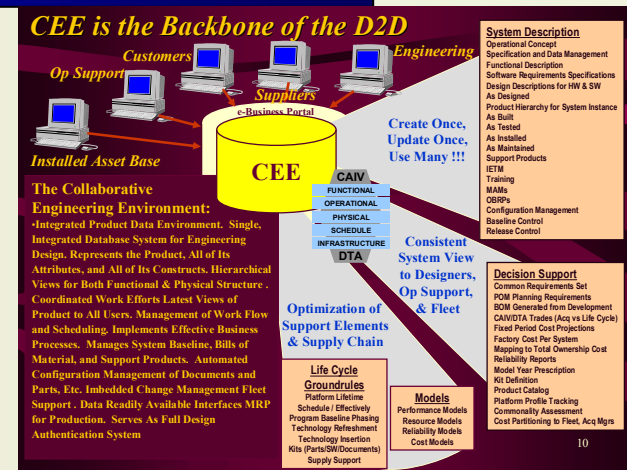 CEE is the Backbone of the D2D
Customers
Engineering
Op Support
Suppliers
e-Business Portal
Installed Asset Base
CEE
Create Once,
Update Once,
Use Many !!!
CAIV
FUNCTIONAL
OPERATIONAL
PHYSICAL
SCHEDULE
INFRASTRUCTURE
DTA
The Collaborative
Engineering Environment:
•Integrated Product Data Environment. Single,
Integrated Database System for Engineering
Design. Represents the Product, All of Its
Attributes, and All of Its Constructs. Hierarchical
Views for Both Functional & Physical Structure .
Coordinated Work Efforts Latest Views of
Product to All Users. Management of Work Flow
and Scheduling. Implements Effective Business
Processes. Manages System Baseline, Bills of
Material, and Support Products. Automated
Configuration Management of Documents and
Parts, Etc. Imbedded Change Management Fleet
Support . Data Readily Available Interfaces MRP
for Production. Serves As Full Design
Authentication System
Consistent
System View
to Designers,
Op Support,
& Fleet
Optimization of
Support Elements
& Supply Chain
System Description
Operational Concept
Specification and Data Management
Functional Description
Software Requirements Specifications
Design Descriptions for HW & SW
As Designed
Product Hierarchy for System Instance
As Built
As Tested
As Installed
As Maintained
Support Products
IETM
Training
MAMs
OBRPs
Configuration Management
Baseline Control
Release Control
Decision Support
Common Requirements Set
POM Planning Requirements
BOM Generated from Development
CAIV/DTA Trades (Acq vs Life Cycle)
Fixed Period Cost Projections
Factory Cost Per System
Mapping to Total Ownership Cost
Reliability Reports
Model Year Prescription
Kit Definition
Product Catalog
Platform Profile Tracking
Commonality Assessment
Cost Partitioning to Fleet, Acq Mgrs
Life Cycle
Groundrules
Platform Lifetime
Schedule / Effectively
Program Baseline Phasing
Technology Refreshment
Technology Insertion
Kits (Parts/SW/Documents)
Supply Support
Models
Performance Models
Resource Models
Reliability Models
Cost Models
10